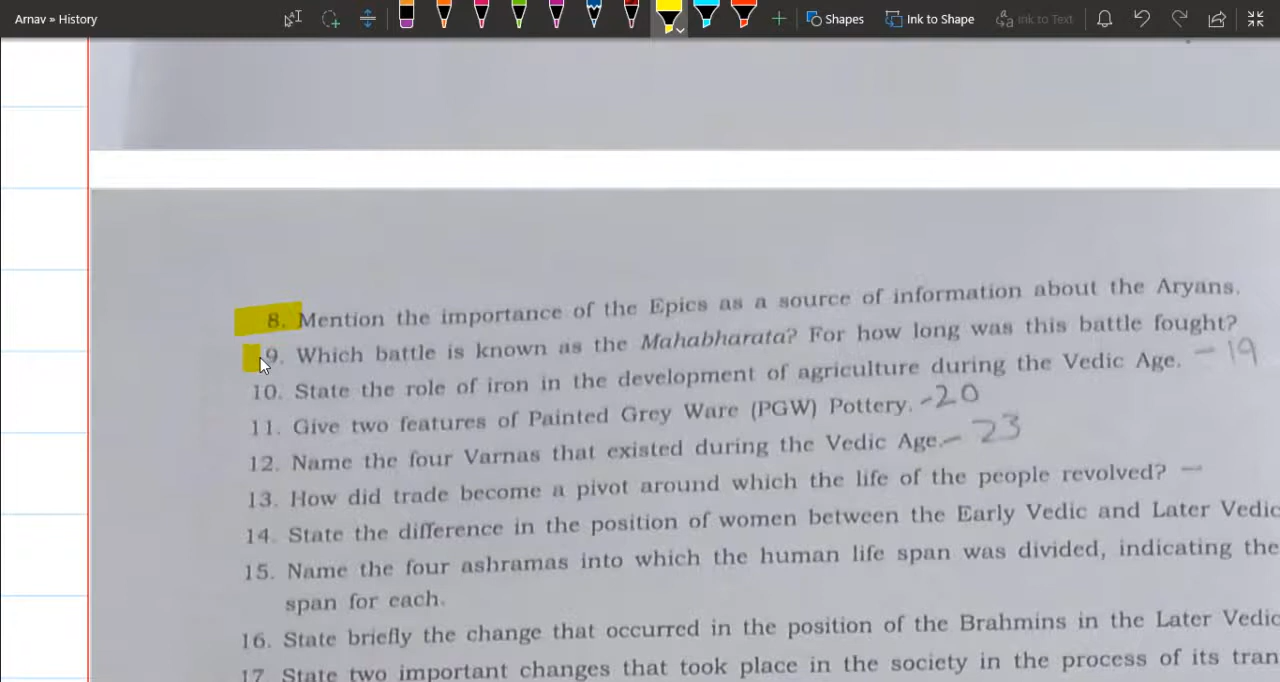 Arnav » History
Shapes
Ink to Shape
Ink to Text
8. Mention the importance of the Epics as a source of information about the Aryans.
9. Which battle is known as the Mahabharata? For how long was this battle fought?
10. State the role of iron in the development of agriculture during the Vedic Age. - 19
11. Give two features of Painted Grey Ware (PGW) Pottery. -20
12. Name the four Varnas that existed during the Vedic Age. - 23
13. How did trade become a pivot around which the life of the people revolved? -
14. State the difference in the position of women between the Early Vedic and Later Vedic
15. Name the four ashramas into which the human life span was divided, indicating the
span for each.
16. State briefly the change that occurred in the position of the Brahmins in the Later Vedic
17. State two important changes that took place in the society in the process of its tran